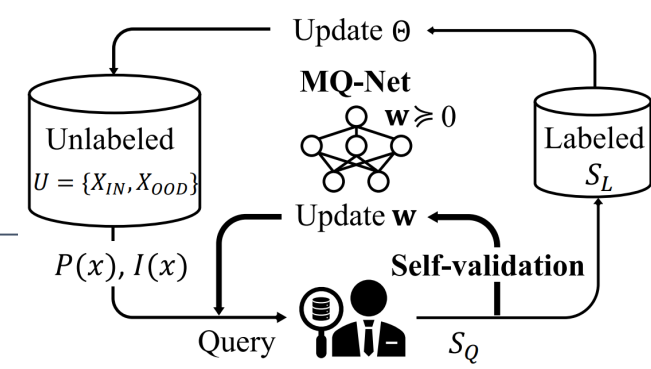 Update Θ
MQ-Net
w ≽ 0
Unlabeled
U = {X_IN, X_OOD}
Labeled
S_L
Update w
P(x), I(x)
Self-validation
Query
S_Q